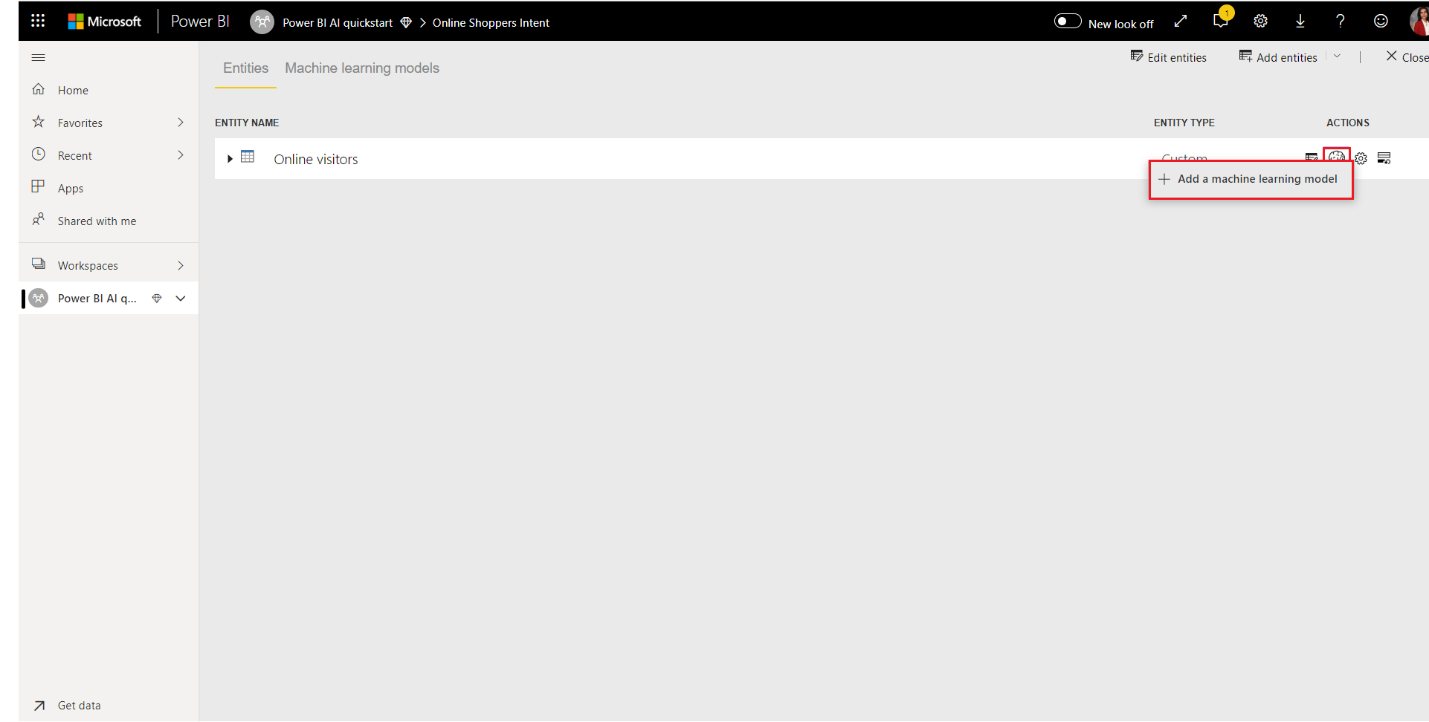 Microsoft Power BI Power BI AI quickstart > Online Shoppers Intent New look off 1 ?
Edit entities Add entities | Close
Entities Machine learning models
Home
ENTITY NAME ENTITY TYPE ACTIONS
Favorites
Online visitors Custom
Recent
Add a machine learning model
Apps
Shared with me
Workspaces
Power BI AI q...
Get data